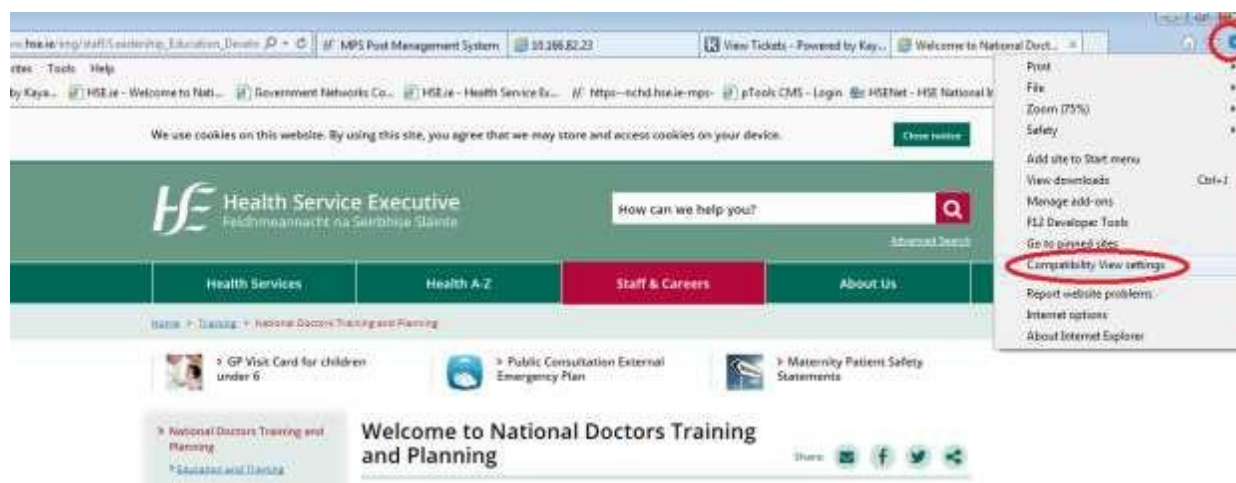 MPS Post Management System
View Tickets - Powered by Kay...
Welcome to National Doct...
Tools Help
by Kaya...
HSE.ie - Welcome to Nati...
Government Networks Co...
HSE.ie - Health Service Ex...
pTools CMS - Login
HSENet - HSE National
Print
File
Zoom (75%)
Safety
Add site to Start menu
View downloads Ctrl+J
Manage add-ons
F12 Developer Tools
Go to pinned sites
Compatibility View settings
Report website problems
Internet options
About Internet Explorer
We use cookies on this website. By using this site, you agree that we may store and access cookies on your device.
Close notice
Health Service Executive
Feidhmeannacht na Seirbhíse Sláinte
How can we help you?
Advanced Search
Health Services
Health A-Z
Staff & Careers
About Us
Home > Training > National Doctors Training and Planning
> GP Visit Card for children
under 6
> Public Consultation External
Emergency Plan
> Maternity Patient Safety
Statements
> National Doctors Training and
Planning
> Education and Training
Welcome to National Doctors Training
and Planning
Share: